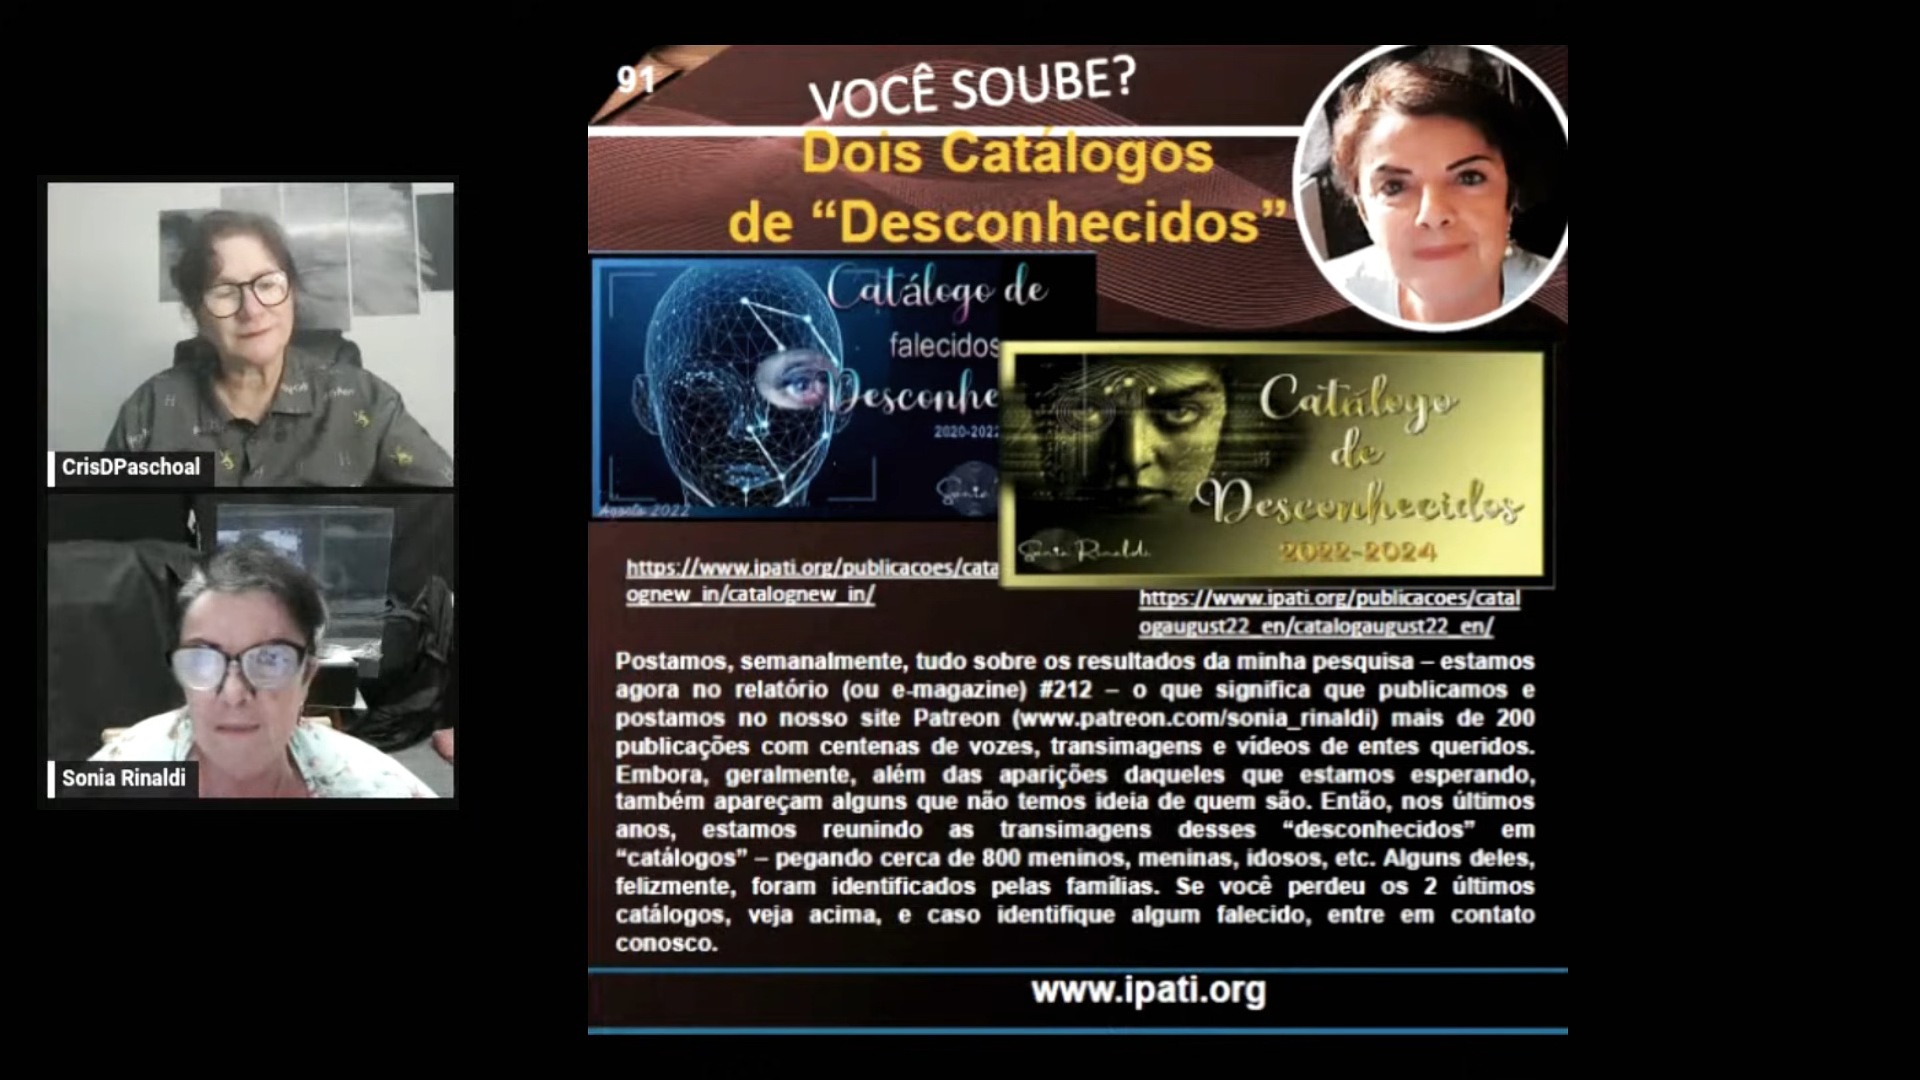 91
VOCÊ SOUBE?
Dois Catálogos
de “Desconhecidos”
Catálogo de
falecidos
Desconhe
2020-2022
Agosto 2022
Catálogo
de
Desconhecidos
Sonia Rinaldi
2022-2024
https://www.ipati.org/publicacoes/cata
ognew_in/catalognew_in/
https://www.ipati.org/publicacoes/catal
ogaugust22_en/catalogaugust22_en/
Postamos, semanalmente, tudo sobre os resultados da minha pesquisa – estamos
agora no relatório (ou e-magazine) #212 – o que significa que publicamos e
postamos no nosso site Patreon (www.patreon.com/sonia_rinaldi) mais de 200
publicações com centenas de vozes, transimagens e vídeos de entes queridos.
Embora, geralmente, além das aparições daqueles que estamos esperando,
também apareçam alguns que não temos ideia de quem são. Então, nos últimos
anos, estamos reunindo as transimagens desses “desconhecidos” em
“catálogos” – pegando cerca de 800 meninos, meninas, idosos, etc. Alguns deles,
felizmente, foram identificados pelas famílias. Se você perdeu os 2 últimos
catálogos, veja acima, e caso identifique algum falecido, entre em contato
conosco.
www.ipati.org
CrisDPaschoal
Sonia Rinaldi